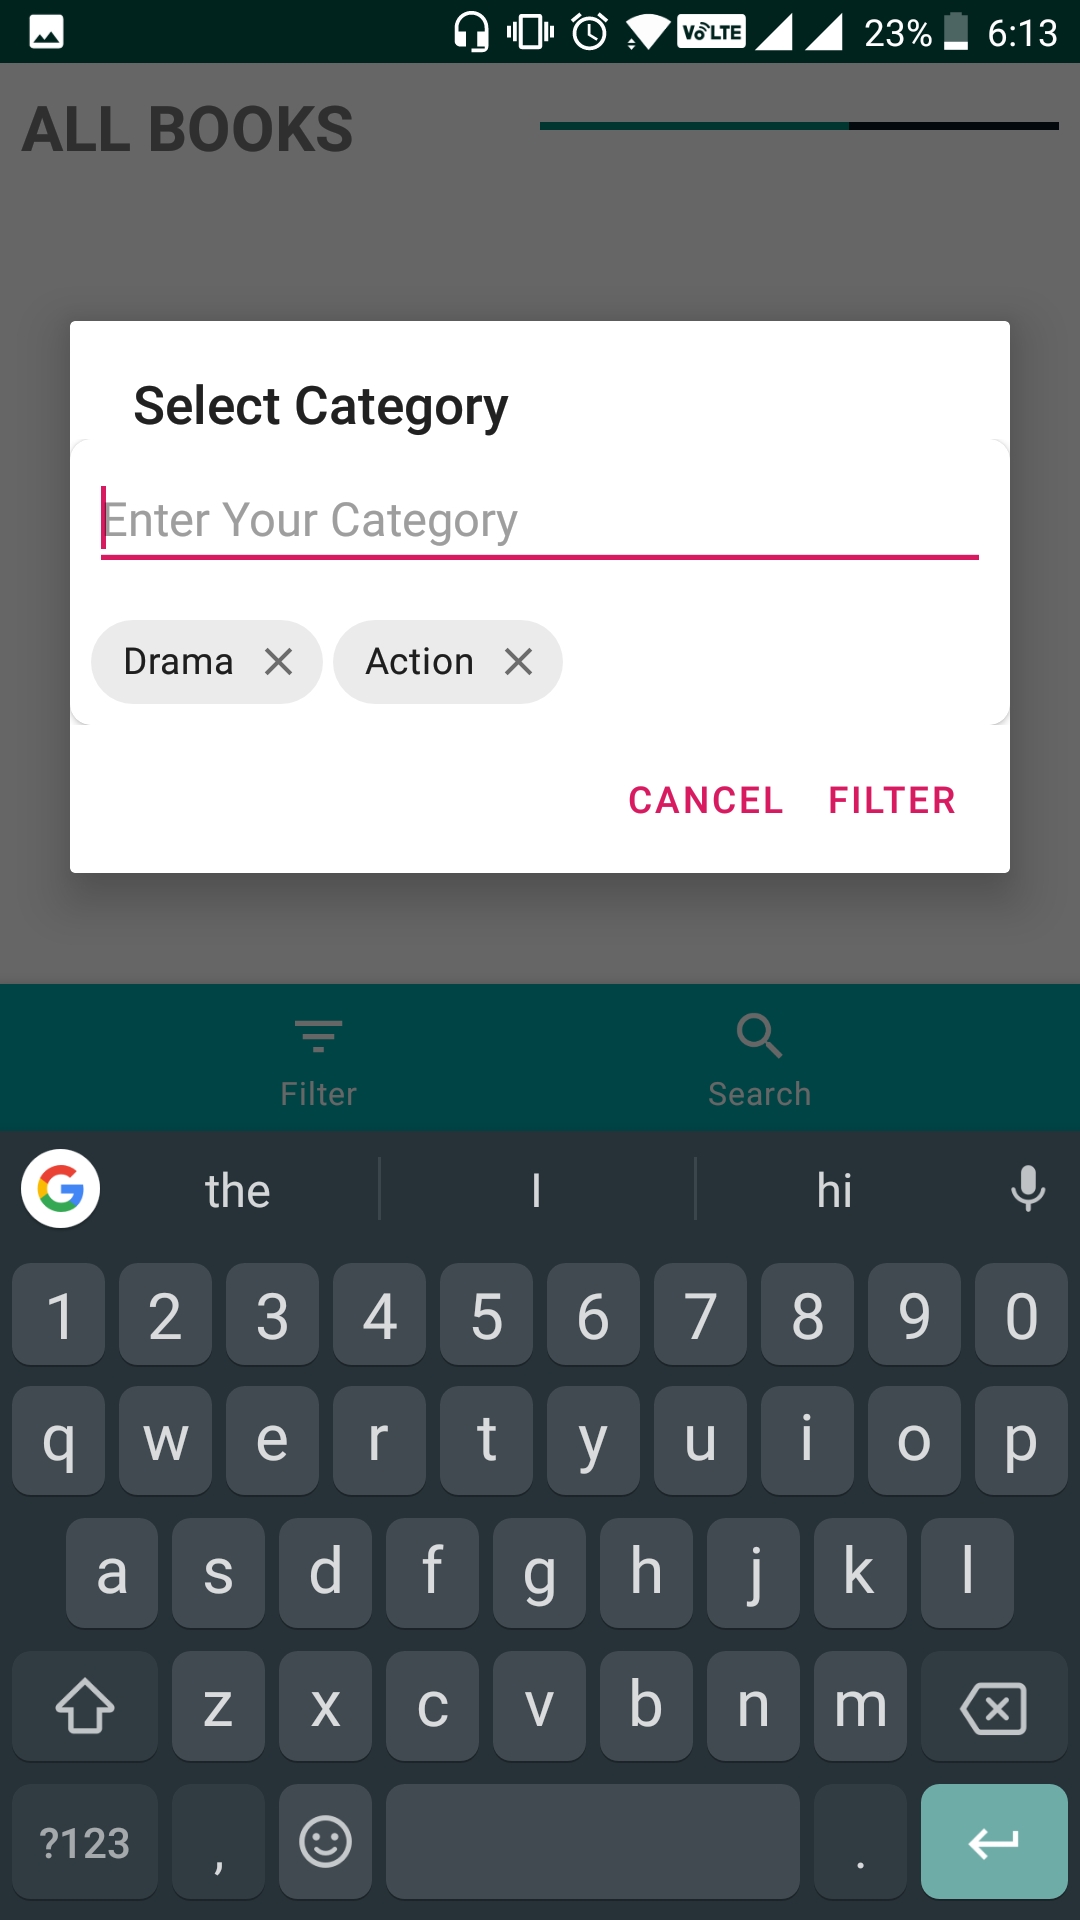 VoLTE 23% 6:13
ALL BOOKS
Select Category
Enter Your Category
Drama Action
CANCEL FILTER
Filter Search
the I hi
1 2 3 4 5 6 7 8 9 0
q w e r t y u i o p
a s d f g h j k l
z x c v b n m
?123 , .